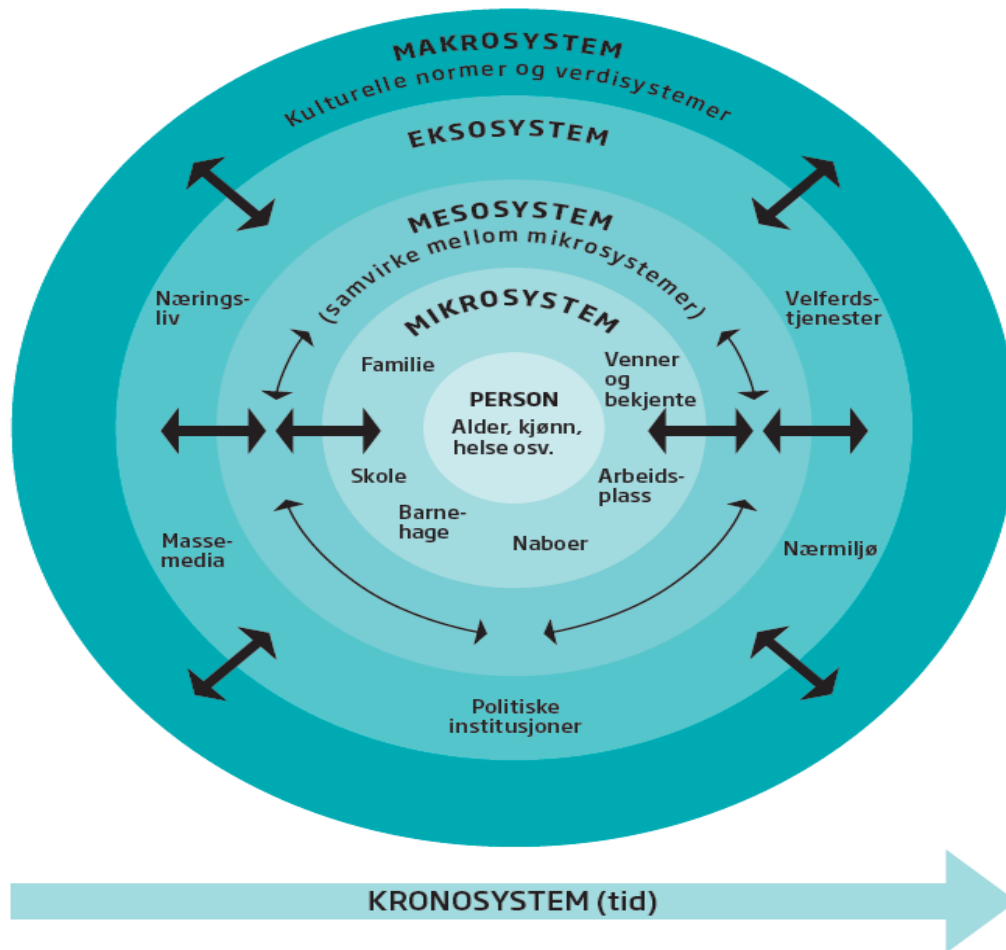 MAKROSYSTEM
Kulturelle normer og verdisystemer
EKSOSYSTEM
MESOSYSTEM
(samvirke mellom mikrosystemer)
MIKROSYSTEM
Nærings-
liv
Velferds-
tjenester
Familie
Venner
og
bekjente
PERSON
Alder, kjønn,
helse osv.
Skole
Arbeids-
plass
Barne-
hage
Naboer
Masse-
media
Nærmiljø
Politiske
institusjoner
KRONOSYSTEM (tid)